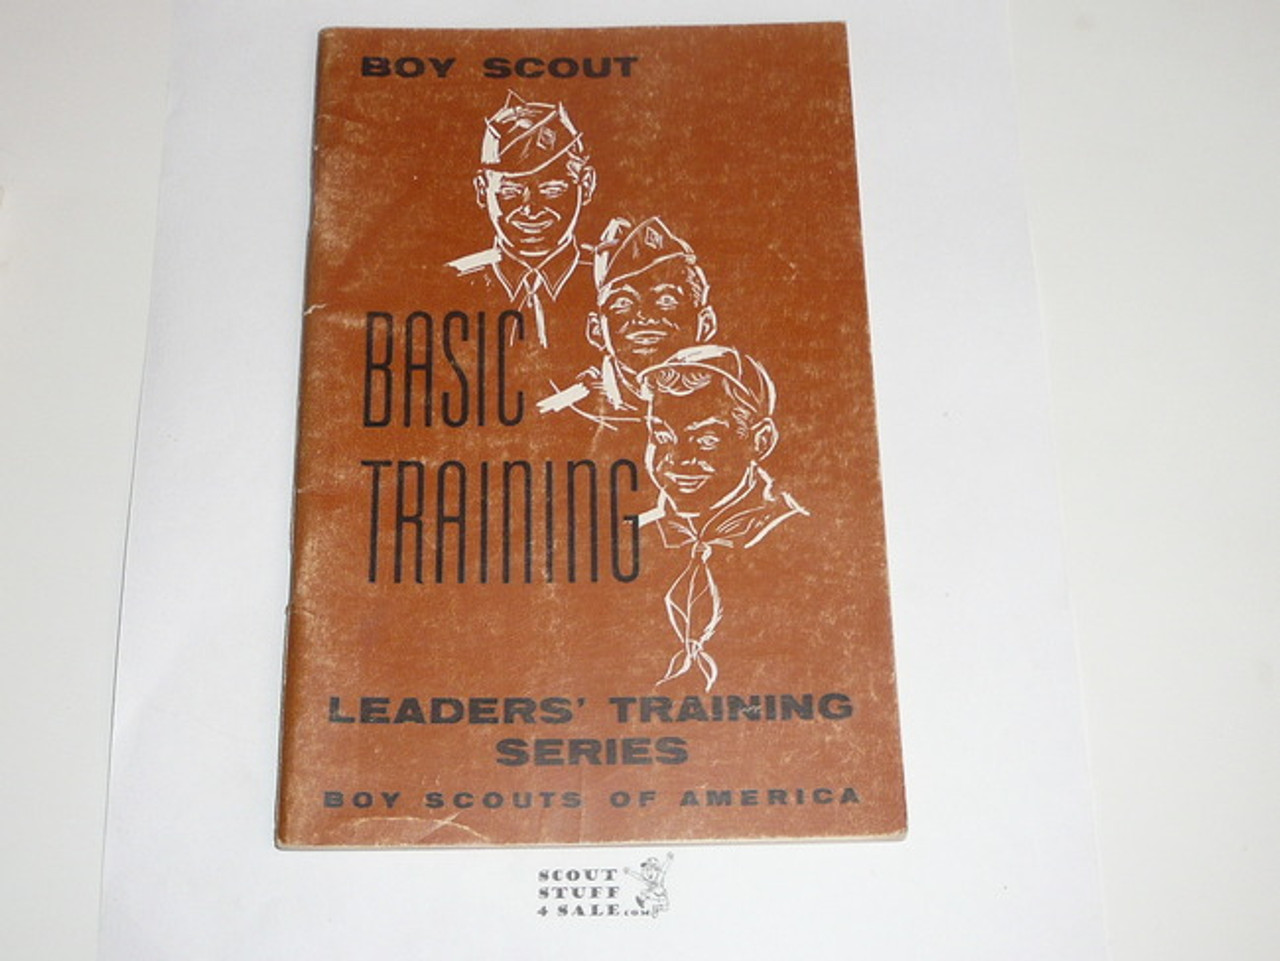 BOY SCOUT
BASIC
TRAINING
LEADERS' TRAINING
SERIES
BOY SCOUTS OF AMERICA
SCOUT
STUFF
4 SALE.COM